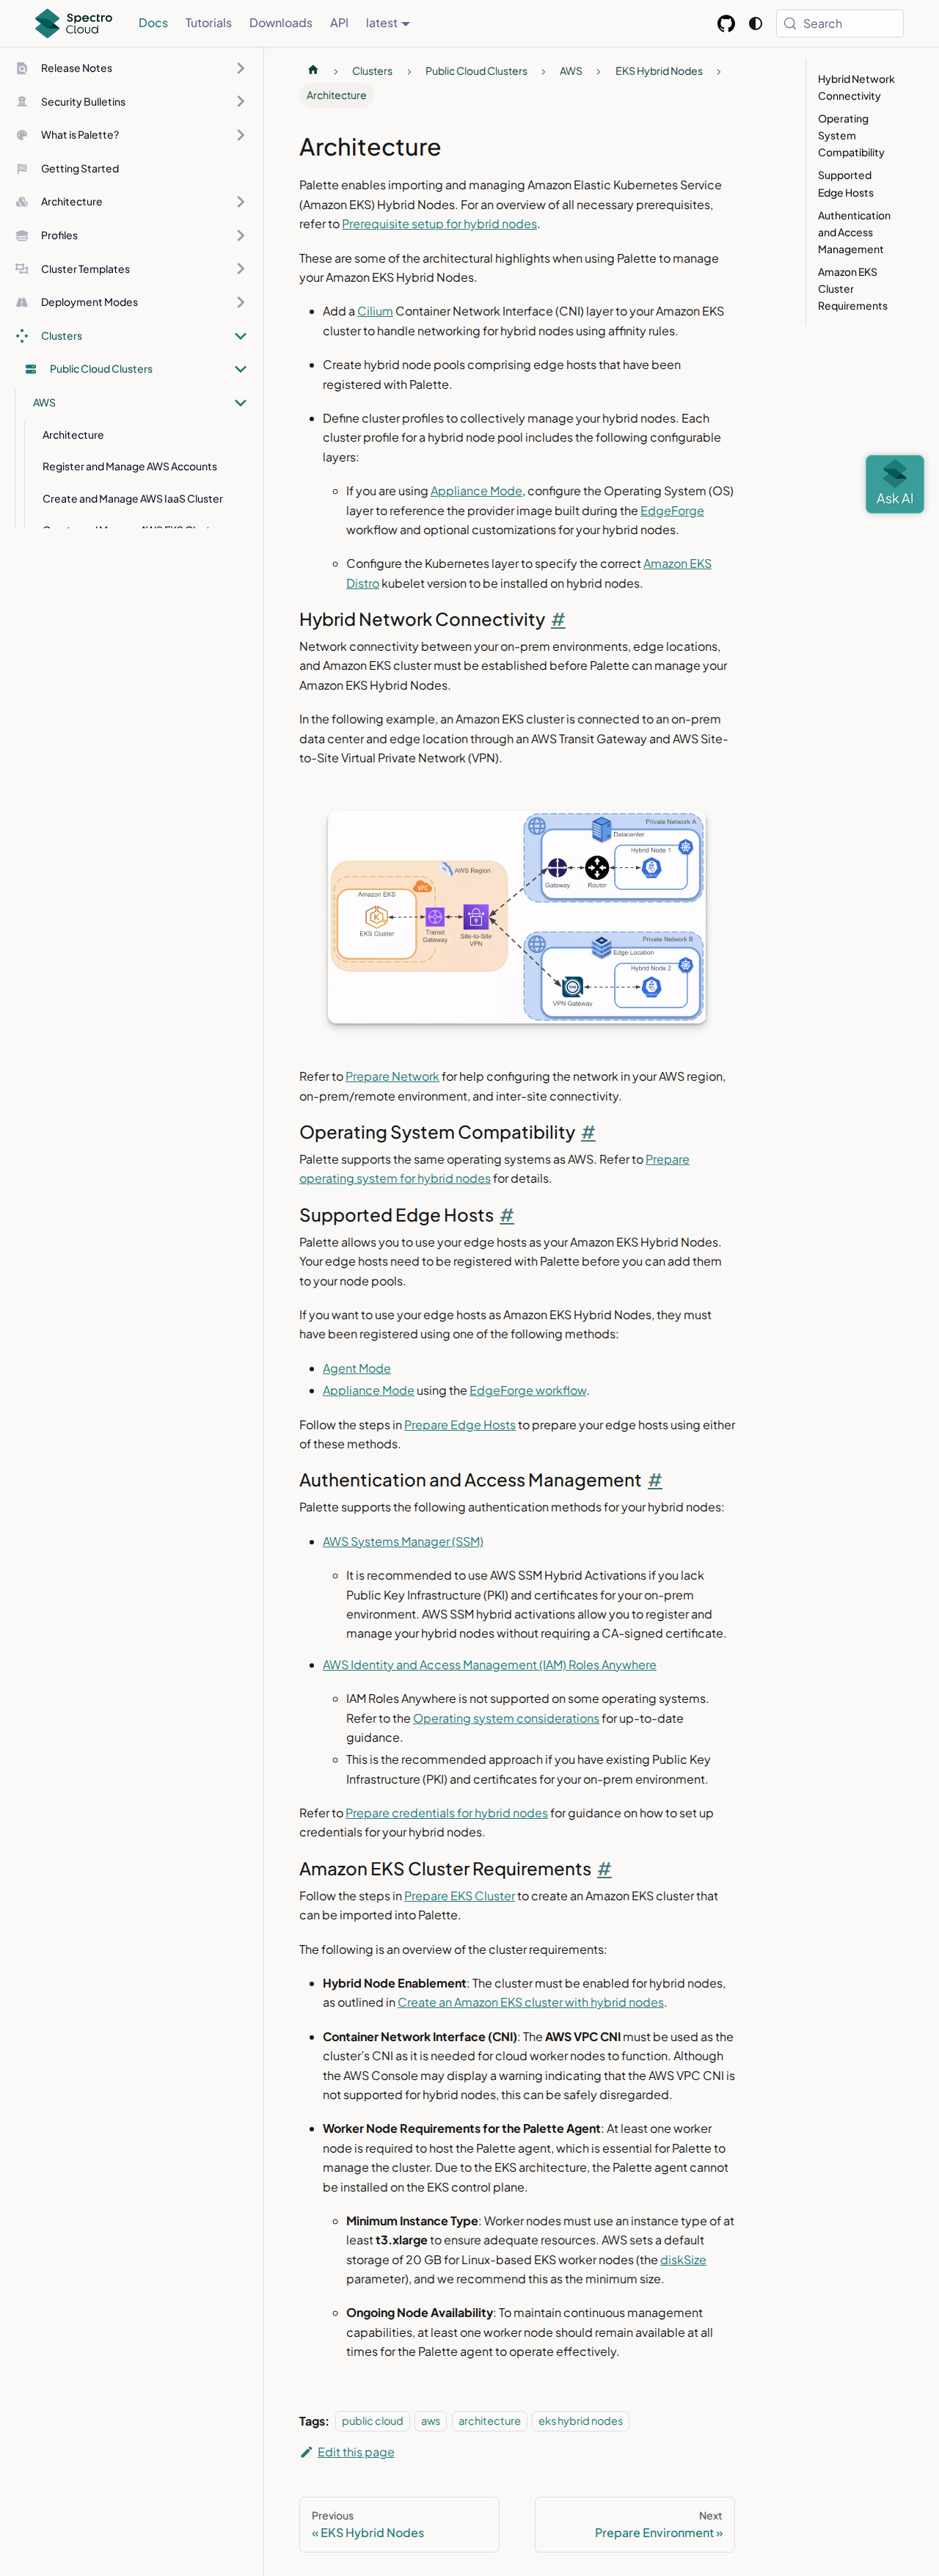 Spectro
Cloud
Docs
Tutorials
Downloads
API
latest
Search
Release Notes
Security Bulletins
What is Palette?
Getting Started
Architecture
Profiles
Cluster Templates
Deployment Modes
Clusters
Public Cloud Clusters
AWS
Architecture
Register and Manage AWS Accounts
Create and Manage AWS IaaS Cluster
Clusters
Public Cloud Clusters
AWS
EKS Hybrid Nodes
Architecture
Architecture
Palette enables importing and managing Amazon Elastic Kubernetes Service
(Amazon EKS) Hybrid Nodes. For an overview of all necessary prerequisites,
refer to Prerequisite setup for hybrid nodes.
These are some of the architectural highlights when using Palette to manage
your Amazon EKS Hybrid Nodes.
Add a Cilium Container Network Interface (CNI) layer to your Amazon EKS
cluster to handle networking for hybrid nodes using affinity rules.
Create hybrid node pools comprising edge hosts that have been
registered with Palette.
Define cluster profiles to collectively manage your hybrid nodes. Each
cluster profile for a hybrid node pool includes the following configurable
layers:
If you are using Appliance Mode, configure the Operating System (OS)
layer to reference the provider image built during the EdgeForge
workflow and optional customizations for your hybrid nodes.
Configure the Kubernetes layer to specify the correct Amazon EKS
Distro kubelet version to be installed on hybrid nodes.
Hybrid Network Connectivity #
Network connectivity between your on-prem environments, edge locations,
and Amazon EKS cluster must be established before Palette can manage your
Amazon EKS Hybrid Nodes.
In the following example, an Amazon EKS cluster is connected to an on-prem
data center and edge location through an AWS Transit Gateway and AWS Site-
to-Site Virtual Private Network (VPN).
AWS Region
VPC
Amazon EKS
EKS Cluster
Transit
Gateway
Site-to-Site
VPN
Private Network A
Datacenter
Hybrid Node 1
Gateway
Router
Private Network B
Edge Location
Hybrid Node 2
VPN Gateway
Refer to Prepare Network for help configuring the network in your AWS region,
on-prem/remote environment, and inter-site connectivity.
Operating System Compatibility #
Palette supports the same operating systems as AWS. Refer to Prepare
operating system for hybrid nodes for details.
Supported Edge Hosts #
Palette allows you to use your edge hosts as your Amazon EKS Hybrid Nodes.
Your edge hosts need to be registered with Palette before you can add them
to your node pools.
If you want to use your edge hosts as Amazon EKS Hybrid Nodes, they must
have been registered using one of the following methods:
Agent Mode
Appliance Mode using the EdgeForge workflow.
Follow the steps in Prepare Edge Hosts to prepare your edge hosts using either
of these methods.
Authentication and Access Management #
Palette supports the following authentication methods for your hybrid nodes:
AWS Systems Manager (SSM)
It is recommended to use AWS SSM Hybrid Activations if you lack
Public Key Infrastructure (PKI) and certificates for your on-prem
environment. AWS SSM hybrid activations allow you to register and
manage your hybrid nodes without requiring a CA-signed certificate.
AWS Identity and Access Management (IAM) Roles Anywhere
IAM Roles Anywhere is not supported on some operating systems.
Refer to the Operating system considerations for up-to-date
guidance.
This is the recommended approach if you have existing Public Key
Infrastructure (PKI) and certificates for your on-prem environment.
Refer to Prepare credentials for hybrid nodes for guidance on how to set up
credentials for your hybrid nodes.
Amazon EKS Cluster Requirements #
Follow the steps in Prepare EKS Cluster to create an Amazon EKS cluster that
can be imported into Palette.
The following is an overview of the cluster requirements:
Hybrid Node Enablement: The cluster must be enabled for hybrid nodes,
as outlined in Create an Amazon EKS cluster with hybrid nodes.
Container Network Interface (CNI): The AWS VPC CNI must be used as the
cluster's CNI as it is needed for cloud worker nodes to function. Although
the AWS Console may display a warning indicating that the AWS VPC CNI is
not supported for hybrid nodes, this can be safely disregarded.
Worker Node Requirements for the Palette Agent: At least one worker
node is required to host the Palette agent, which is essential for Palette to
manage the cluster. Due to the EKS architecture, the Palette agent cannot
be installed on the EKS control plane.
Minimum Instance Type: Worker nodes must use an instance type of at
least t3.xlarge to ensure adequate resources. AWS sets a default
storage of 20 GB for Linux-based EKS worker nodes (the diskSize
parameter), and we recommend this as the minimum size.
Ongoing Node Availability: To maintain continuous management
capabilities, at least one worker node should remain available at all
times for the Palette agent to operate effectively.
Tags: public cloud aws architecture eks hybrid nodes
Edit this page
Previous
« EKS Hybrid Nodes
Next
Prepare Environment »
Hybrid Network
Connectivity
Operating
System
Compatibility
Supported
Edge Hosts
Authentication
and Access
Management
Amazon EKS
Cluster
Requirements
Ask AI